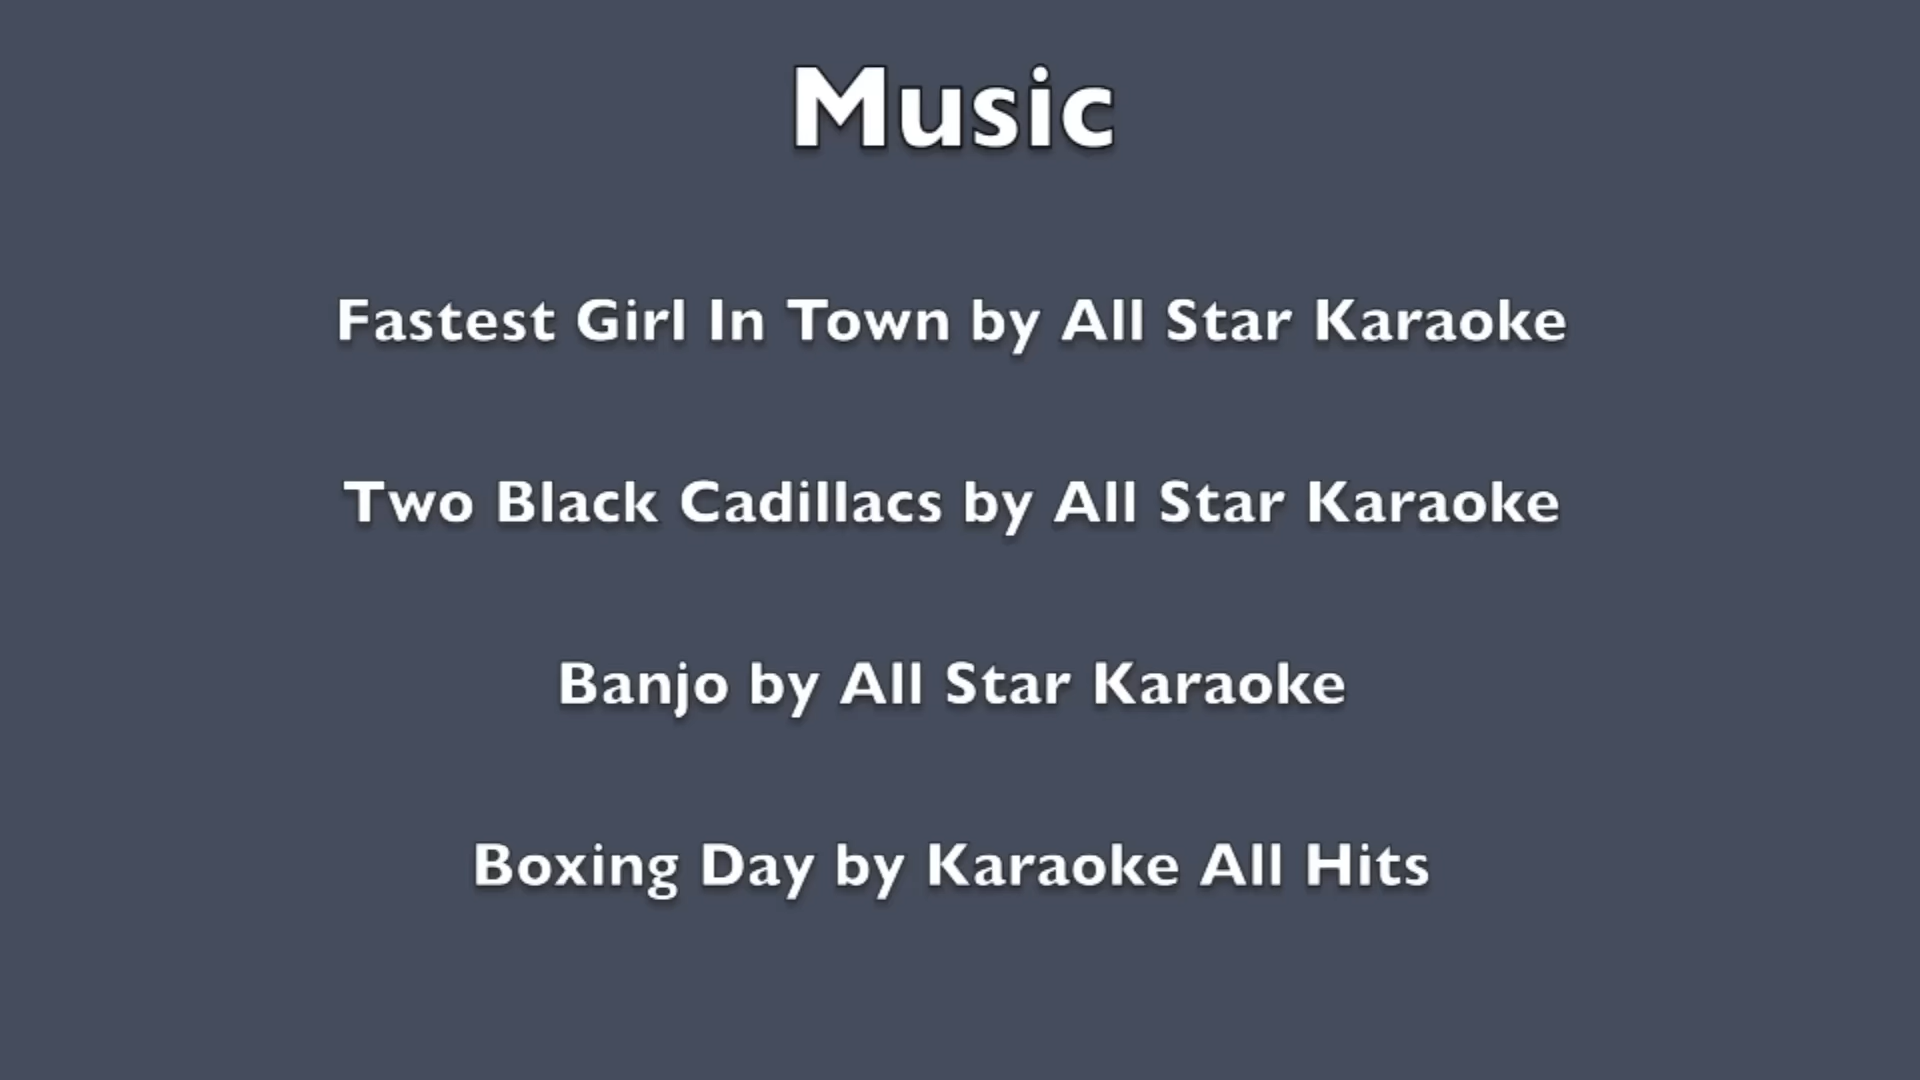 Music
Fastest Girl In Town by All Star Karaoke
Two Black Cadillacs by All Star Karaoke
Banjo by All Star Karaoke
Boxing Day by Karaoke All Hits